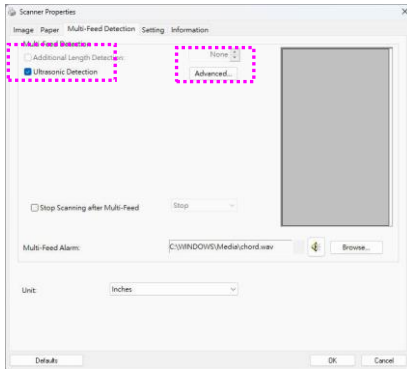 Scanner Properties
Image Paper Multi-Feed Detection Setting Information
Multi-Feed Detection
Additional Length Detection: None
Ultrasonic Detection Advanced...
Stop Scanning after Multi-Feed Stop
Multi-Feed Alarm: C:\WINDOWS\Media\chord.wav Browse...
Unit: Inches
Defaults OK Cancel